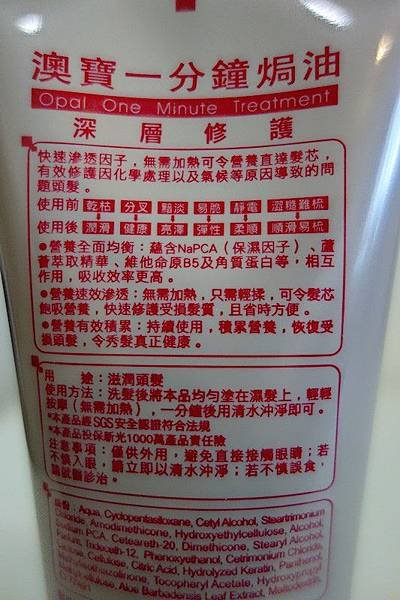 澳寶一分鐘焗油
Opal One Minute Treatment
深層修護
快速滲透因子，無需加熱可令營養直達髮芯，
有效修護因化學處理以及氣候等原因導致的問
題頭髮。
使用前 乾枯 分叉 黯淡 易脆 靜電 澀糙難梳
使用後 潤滑 健康 亮澤 彈性 柔順 順滑易梳
●營養全面均衡：蘊含NaPCA（保濕因子）、蘆
薈萃取精華、維他命原B5及角質蛋白等，相互
作用，吸收效率更高。
●營養速效滲透：無需加熱，只需輕揉，可令髮芯
飽吸營養，快速修護受損髮質，且省時方便。
●營養有效積累：持續使用，積累營養，恢復受
損頭髮，令秀髮真正健康。
用　　途：滋潤頭髮
使用方法：洗髮後將本品均勻塗在濕髮上，輕輕
按摩（無需加熱），一分鐘後用清水沖淨即可。
*本產品經SGS安全認證符合法規
*本產品投保新光1000萬產品責任險
注意事項：僅供外用，避免直接接觸眼睛；若
不慎入眼，請立即以清水沖淨；若不慎誤食，
請就醫診治。
Aqua, Cyclopentasiloxane, Cetyl Alcohol, Steartrimonium
Chloride, Amodimethicone, Hydroxyethylcellulose, Alcohol,
Sodium PCA, Ceteareth-20, Dimethicone, Stearyl Alcohol,
Parfum, Trideceth-12, Phenoxyethanol, Cetrimonium Chloride,
Cellulose, Citric Acid, Hydrolyzed Keratin, Panthenol,
Tocopheryl Acetate, Hydroxypropyl
Aloe Barbadensis Leaf Extract, Maltodextrin,